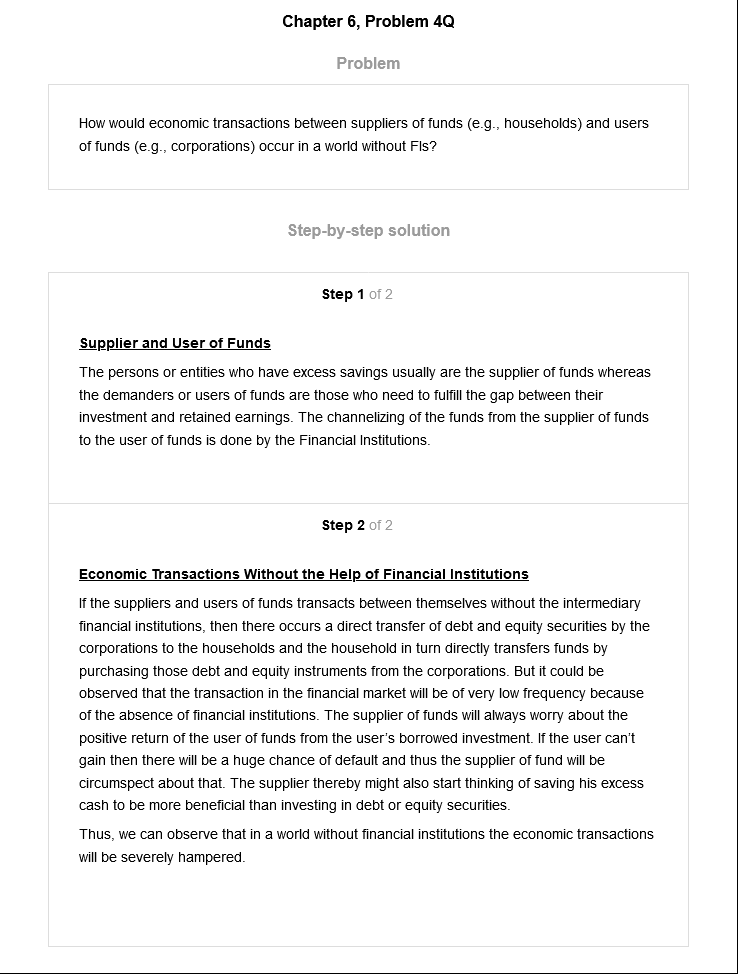 Chapter 6, Problem 4Q
Problem
How would economic transactions between suppliers of funds (e.g., households) and users
of funds (e.g., corporations) occur in a world without FIs?
Step-by-step solution
Step 1 of 2
Supplier and User of Funds
The persons or entities who have excess savings usually are the supplier of funds whereas
the demanders or users of funds are those who need to fulfill the gap between their
investment and retained earnings. The channelizing of the funds from the supplier of funds
to the user of funds is done by the Financial Institutions.
Step 2 of 2
Economic Transactions Without the Help of Financial Institutions
If the suppliers and users of funds transacts between themselves without the intermediary
financial institutions, then there occurs a direct transfer of debt and equity securities by the
corporations to the households and the household in turn directly transfers funds by
purchasing those debt and equity instruments from the corporations. But it could be
observed that the transaction in the financial market will be of very low frequency because
of the absence of financial institutions. The supplier of funds will always worry about the
positive return of the user of funds from the user’s borrowed investment. If the user can’t
gain then there will be a huge chance of default and thus the supplier of fund will be
circumspect about that. The supplier thereby might also start thinking of saving his excess
cash to be more beneficial than investing in debt or equity securities.
Thus, we can observe that in a world without financial institutions the economic transactions
will be severely hampered.